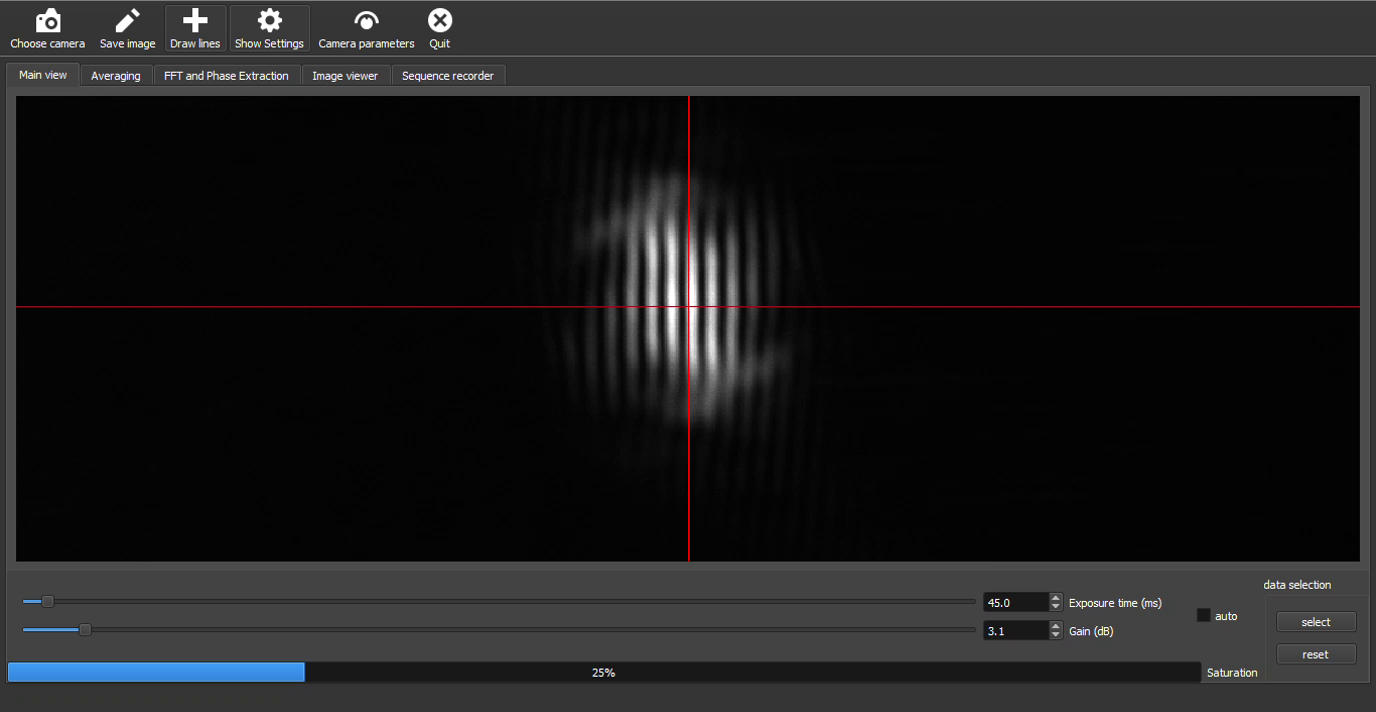 Choose camera Save image Draw lines Show Settings Camera parameters Quit
Main view Averaging FFT and Phase Extraction Image viewer Sequence recorder
data selection
45.0 Exposure time (ms)
auto
select
3.1 Gain (dB)
reset
25% Saturation